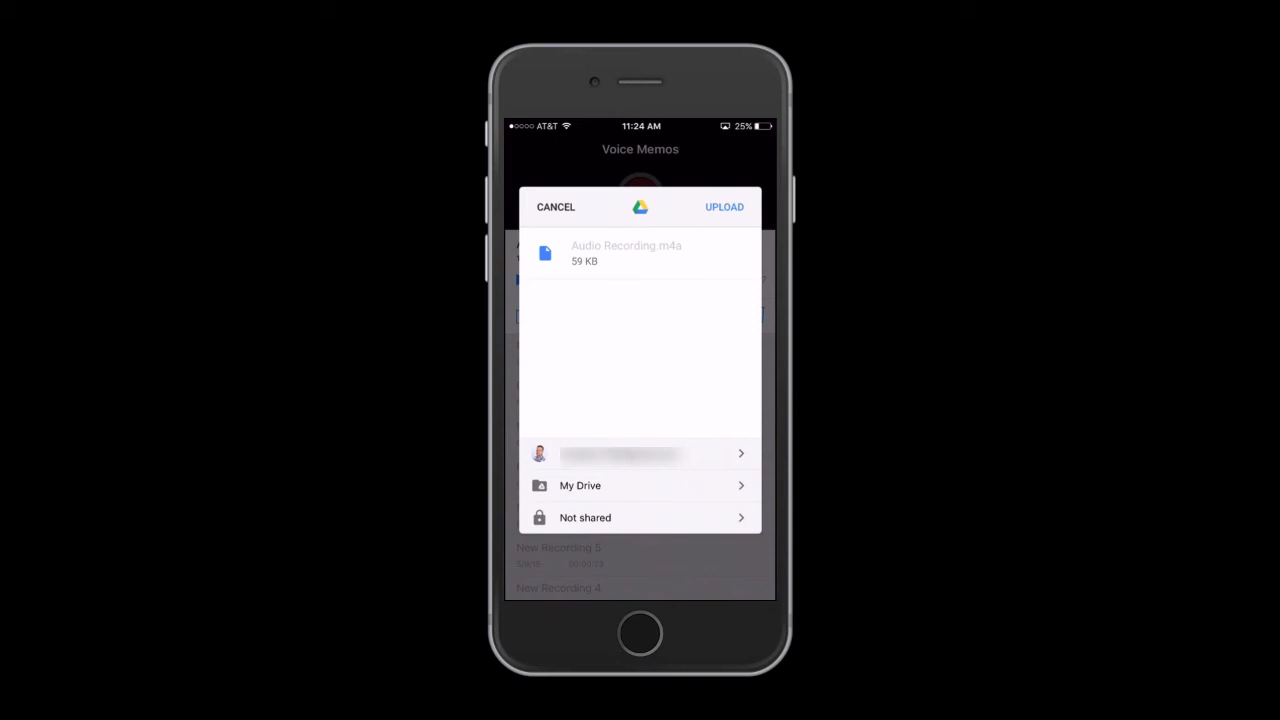 AT&T 11:24 AM 25%
Voice Memos
CANCEL UPLOAD
Audio Recording.m4a
59 KB
My Drive
Not shared
New Recording 5
New Recording 4